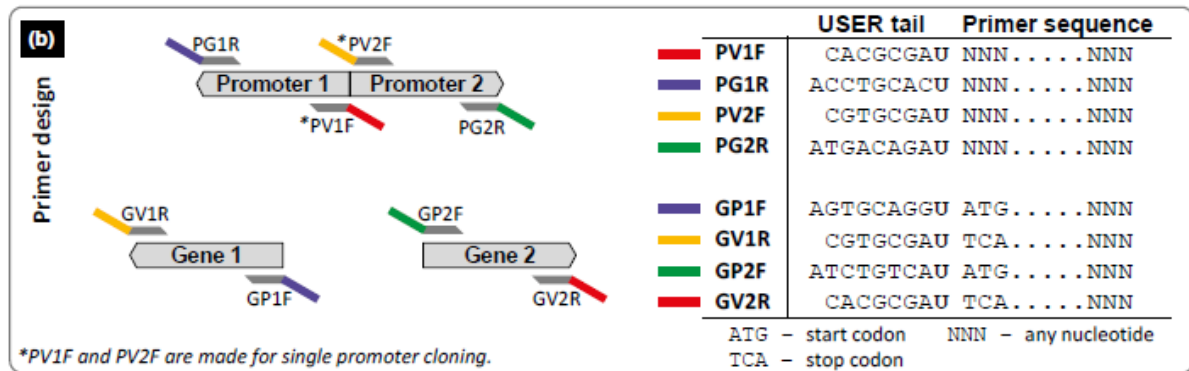 (b)
Primer design
PG1R
*PV2F
Promoter 1
Promoter 2
*PV1F
PG2R
GV1R
GP2F
Gene 1
Gene 2
GP1F
GV2R
*PV1F and PV2F are made for single promoter cloning.
USER tail Primer sequence
PV1F CACGCGAU NNN.....NNN
PG1R ACCTGCACU NNN.....NNN
PV2F CGTGCGAU NNN.....NNN
PG2R ATGACAGAU NNN.....NNN
GP1F AGTGCAGGU ATG.....NNN
GV1R CGTGCGAU TCA.....NNN
GP2F ATCTGTCAU ATG.....NNN
GV2R CACGCGAU TCA.....NNN
ATG – start codon NNN – any nucleotide
TCA – stop codon